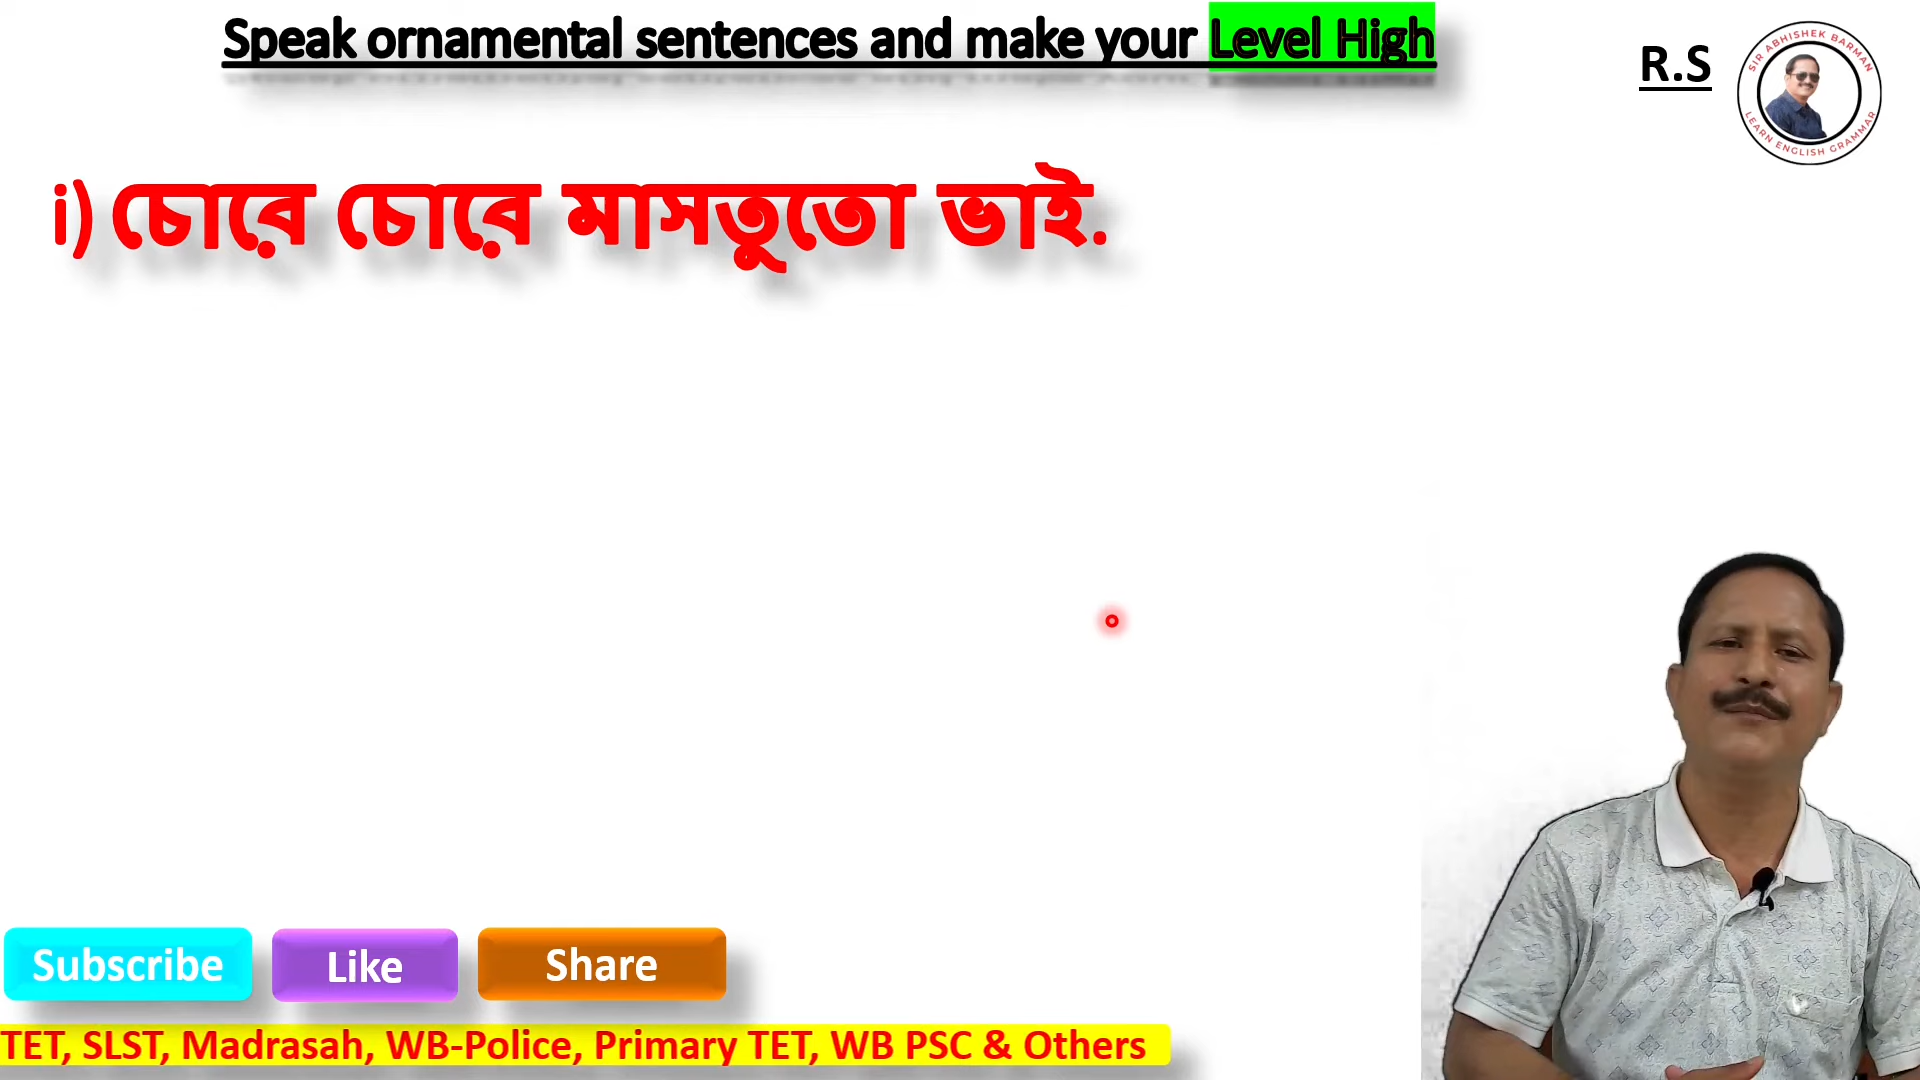 Speak ornamental sentences and make your Level High
R.S
SIR ABHISHEK BARMAN
LEARN ENGLISH GRAMMAR
i) চোরে চোরে মাসতুতো ভাই.
Subscribe
Like
Share
TET, SLST, Madrasah, WB-Police, Primary TET, WB PSC & Others